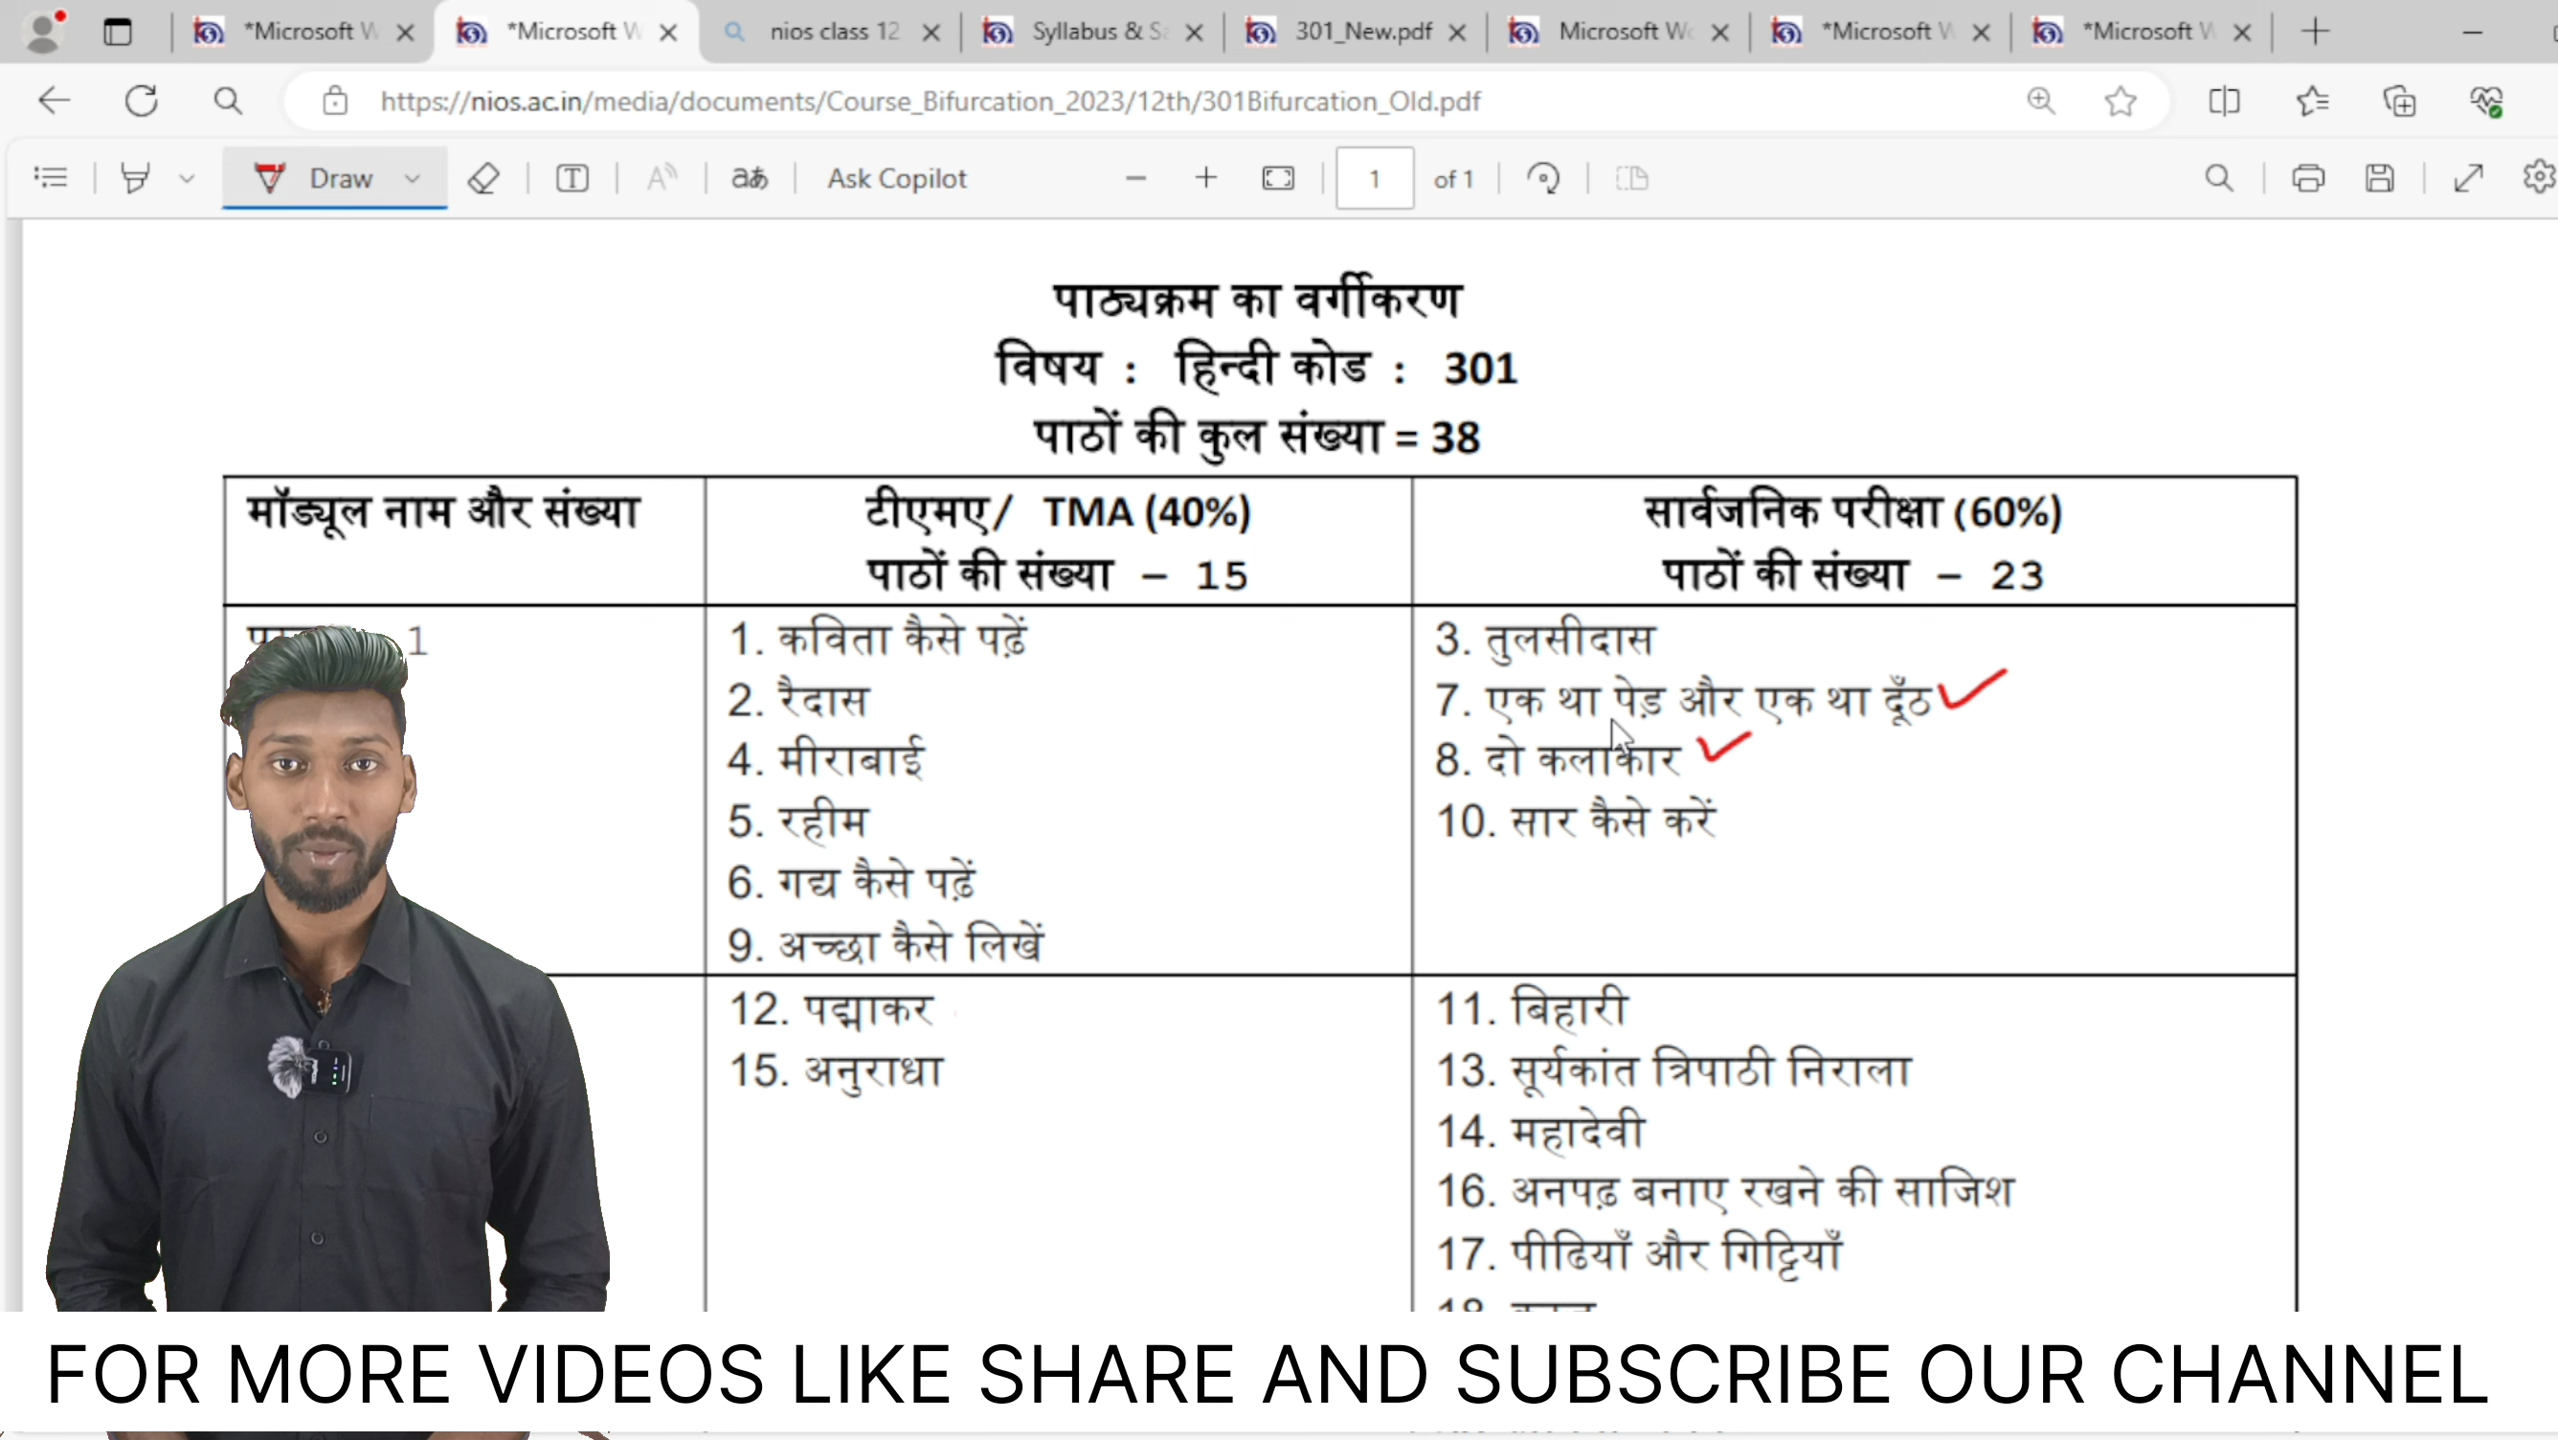 *Microsoft W
*Microsoft W
nios class 12
Syllabus & Sa
301_New.pdf
Microsoft Wo
*Microsoft W
*Microsoft W
https://nios.ac.in/media/documents/Course_Bifurcation_2023/12th/301Bifurcation_Old.pdf
Draw
Ask Copilot
1 of 1
पाठ्यक्रम का वर्गीकरण
विषय : हिन्दी कोड : 301
पाठों की कुल संख्या = 38
मॉड्यूल नाम और संख्या
टीएमए/ TMA (40%)
पाठों की संख्या – 15
सार्वजनिक परीक्षा (60%)
पाठों की संख्या – 23
1
1. कविता कैसे पढ़ें
2. रैदास
4. मीराबाई
5. रहीम
6. गद्य कैसे पढ़ें
9. अच्छा कैसे लिखें
3. तुलसीदास
7. एक था पेड़ और एक था दूँठ
8. दो कलाकार
10. सार कैसे करें
12. पद्माकर
15. अनुराधा
11. बिहारी
13. सूर्यकांत त्रिपाठी निराला
14. महादेवी
16. अनपढ़ बनाए रखने की साजिश
17. पीढियाँ और गिट्टियाँ
FOR MORE VIDEOS LIKE SHARE AND SUBSCRIBE OUR CHANNEL